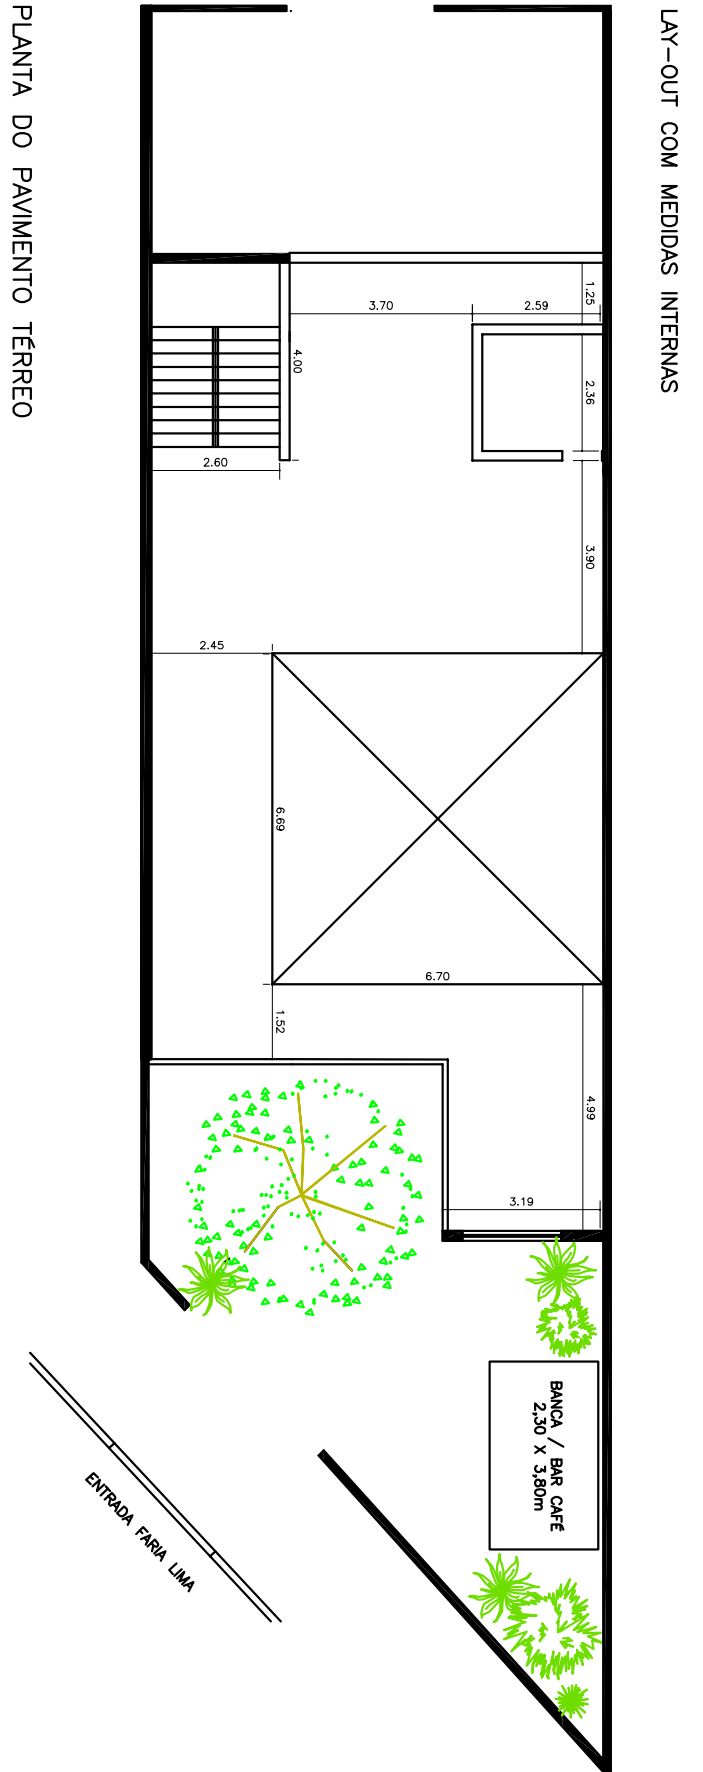 LAY-OUT COM MEDIDAS INTERNAS
PLANTA DO PAVIMENTO TÉRREO
1.25
3.70
2.59
4.00
2.36
2.60
3.90
2.45
6.69
6.70
1.52
4.99
3.19
BANCA / BAR CAFÉ
2,30 X 3,80m
ENTRADA FARIA LIMA